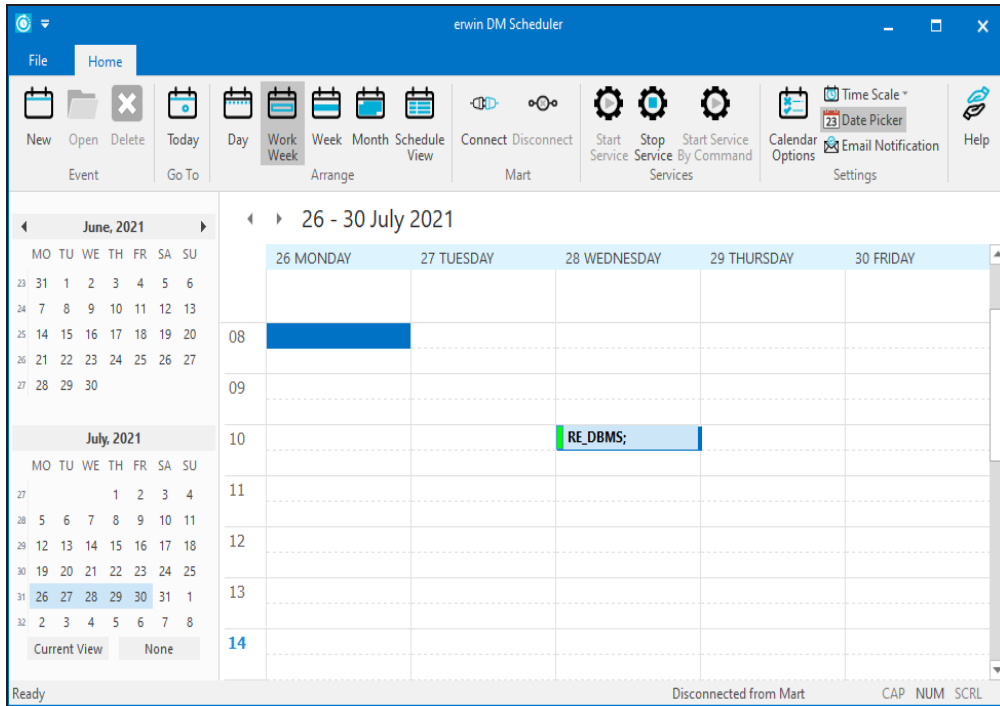 erwin DM Scheduler
File Home
New Open Delete Today Day Work Week Week Month Schedule View Connect Disconnect Start Service Stop Service Start Service By Command Calendar Options Time Scale Date Picker Email Notification Help
23
Event Go To Arrange Mart Services Settings
June, 2021
MO TU WE TH FR SA SU
23 31 1 2 3 4 5 6
24 7 8 9 10 11 12 13
25 14 15 16 17 18 19 20
26 21 22 23 24 25 26 27
27 28 29 30
July, 2021
MO TU WE TH FR SA SU
27 1 2 3 4
28 5 6 7 8 9 10 11
29 12 13 14 15 16 17 18
30 19 20 21 22 23 24 25
31 26 27 28 29 30 31 1
32 2 3 4 5 6 7 8
Current View None
26 - 30 July 2021
26 MONDAY 27 TUESDAY 28 WEDNESDAY 29 THURSDAY 30 FRIDAY
08
09
10 RE_DBMS;
11
12
13
14
Ready Disconnected from Mart CAP NUM SCRL